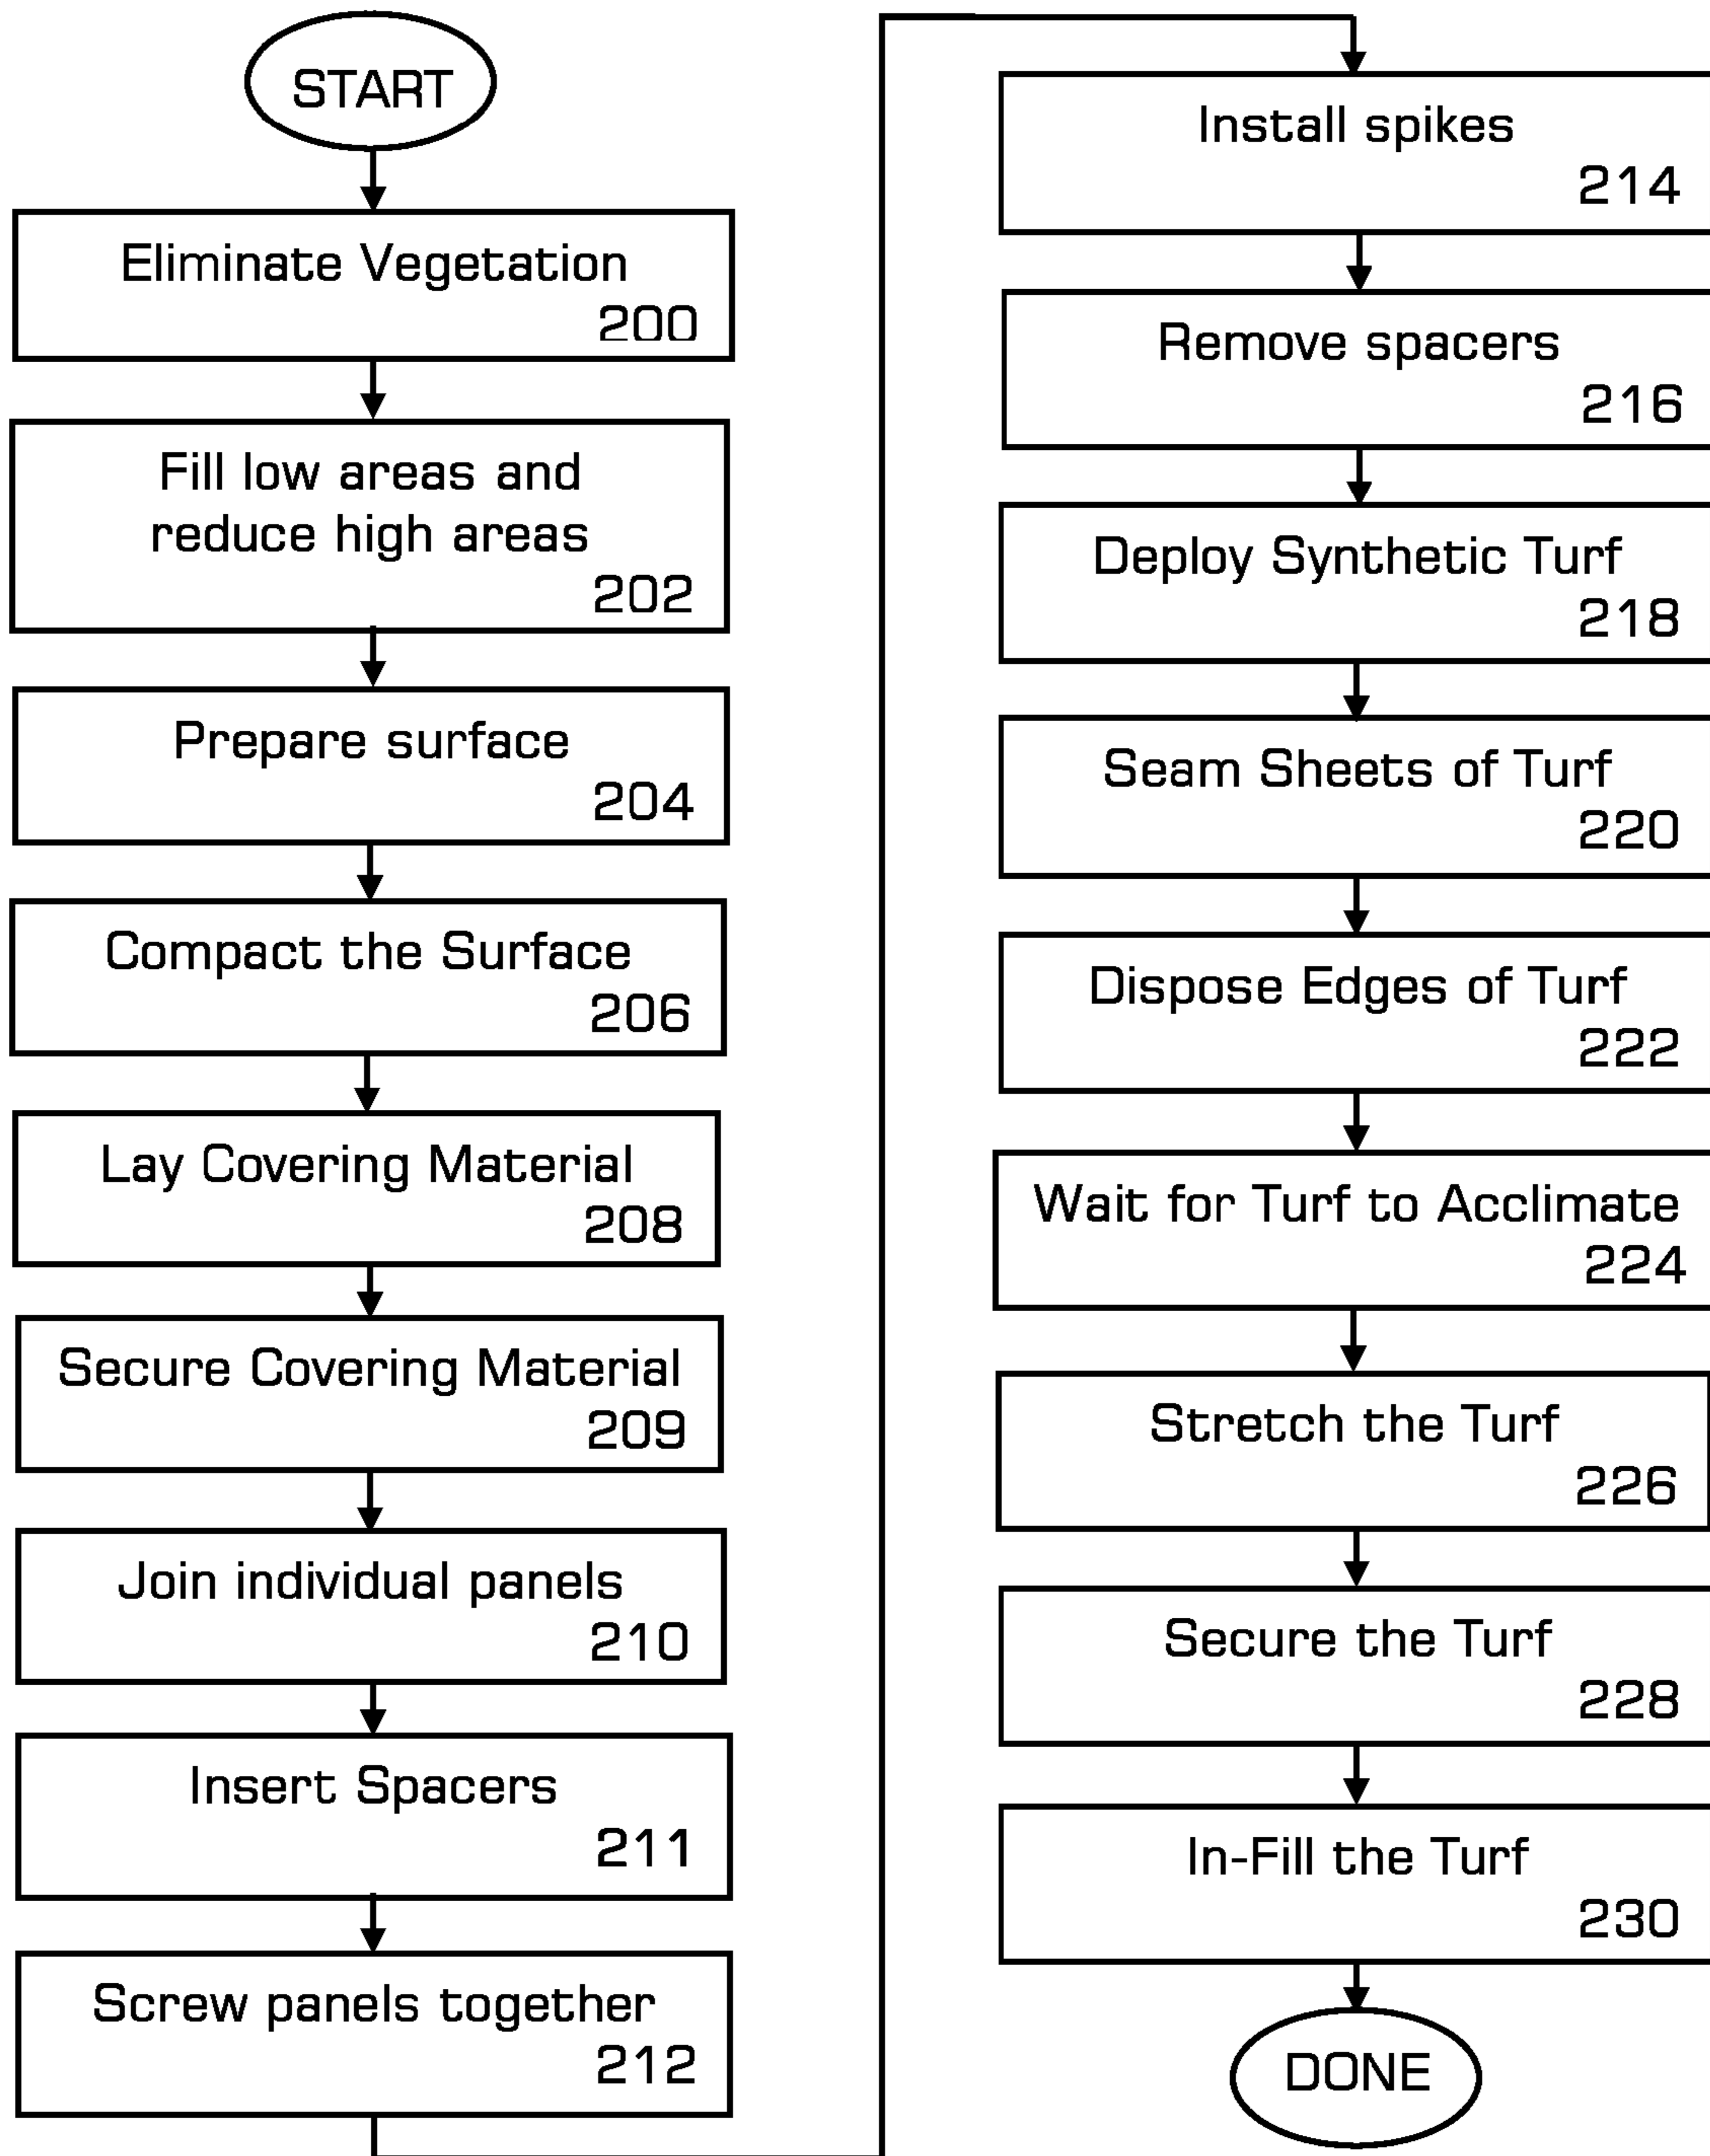 START
Eliminate Vegetation
200
Fill low areas and
reduce high areas
202
Prepare surface
204
Compact the Surface
206
Lay Covering Material
208
Secure Covering Material
209
Join individual panels
210
Insert Spacers
211
Screw panels together
212
Install spikes
214
Remove spacers
216
Deploy Synthetic Turf
218
Seam Sheets of Turf
220
Dispose Edges of Turf
222
Wait for Turf to Acclimate
224
Stretch the Turf
226
Secure the Turf
228
In-Fill the Turf
230
DONE